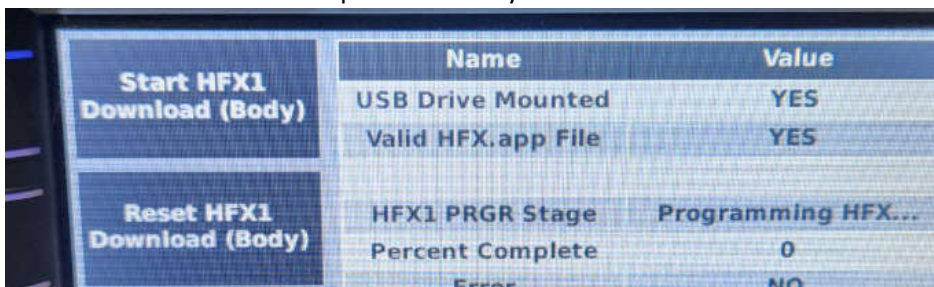 Start HFX1
Download (Body)
Reset HFX1
Download (Body)
Name Value
USB Drive Mounted YES
Valid HFX.app File YES
HFX1 PRGR Stage Programming HFX...
Percent Complete 0
Error NO